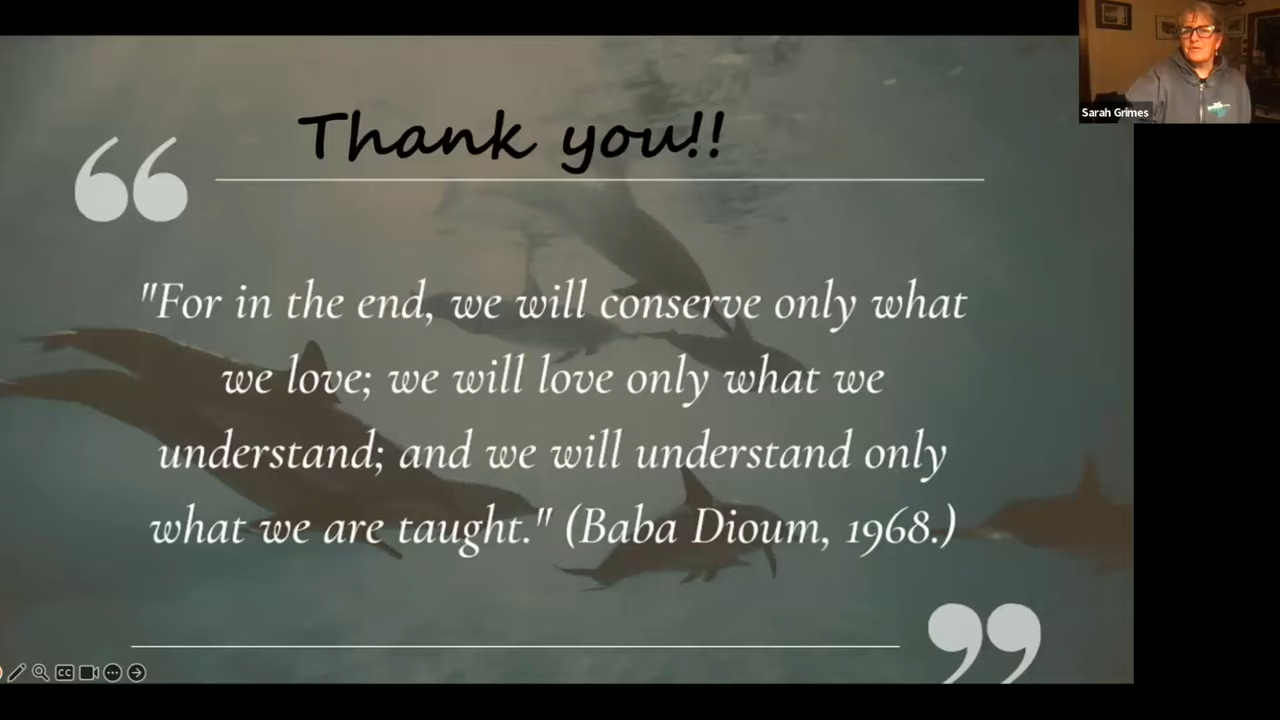 Sarah Grimes
Thank you!!
"For in the end, we will conserve only what
we love; we will love only what we
understand; and we will understand only
what we are taught." (Baba Dioum, 1968.)
CC